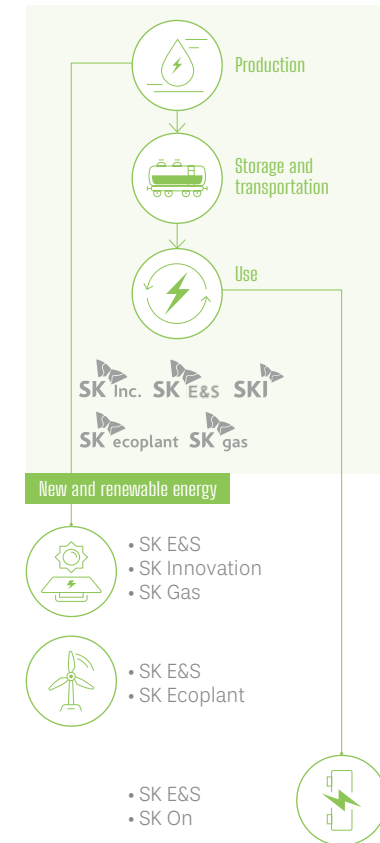 Production
Storage and
transportation
Use
SK Inc. SK E&S SKI
SK ecoplant SK gas
New and renewable energy
• SK E&S
• SK Innovation
• SK Gas
• SK E&S
• SK Ecoplant
• SK E&S
• SK On